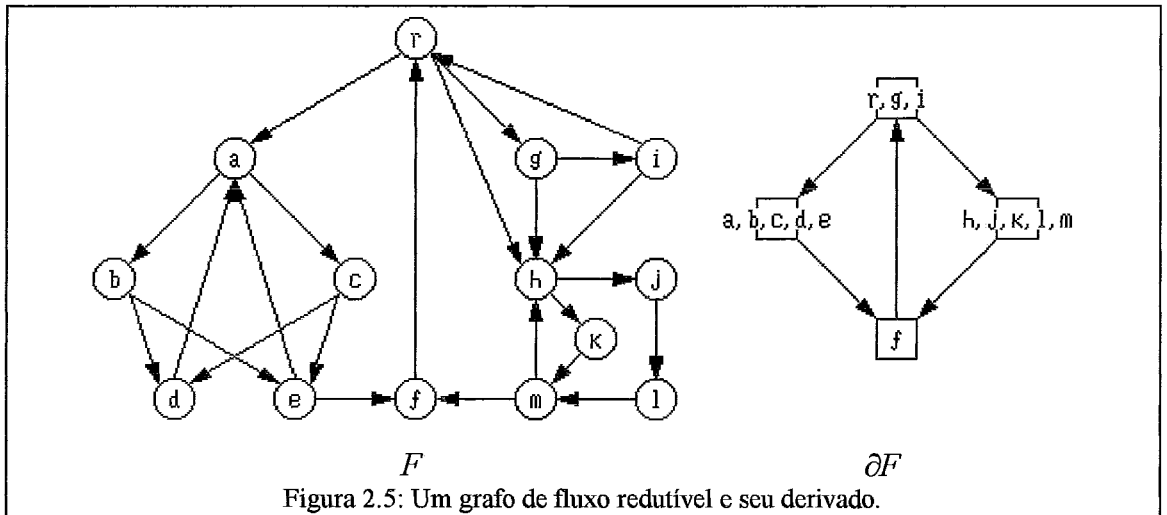 r
a
g
i
b
c
h
j
κ
d
e
f
m
l
r, g, i
a, b, c, d, e
h, j, κ, l, m
f
F
∂F
Figura 2.5: Um grafo de fluxo redutível e seu derivado.